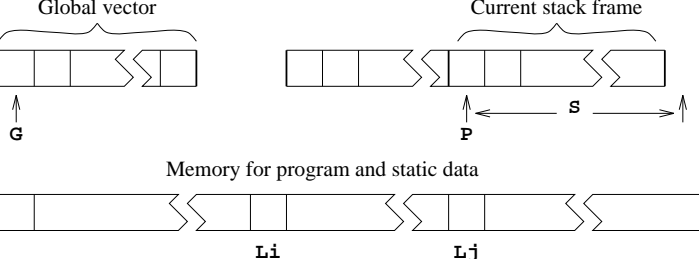 Global vector
Current stack frame
G
P
S
Memory for program and static data
Li
Lj